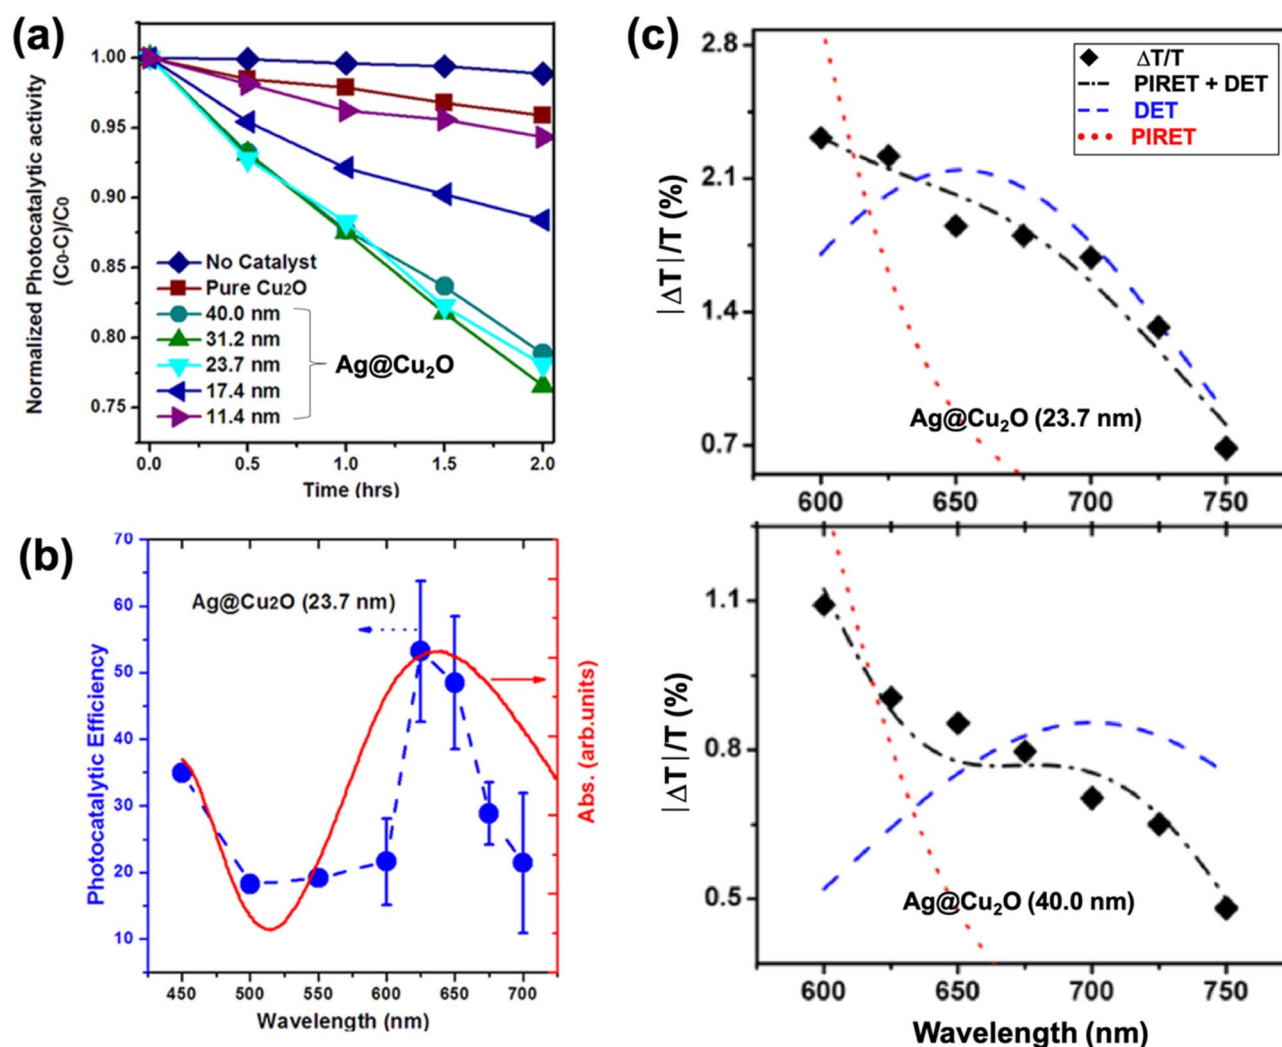 (a)
Normalized Photocatalytic activity
(C₀-C)/C₀
1.00
0.95
0.90
0.85
0.80
0.75
No Catalyst
Pure Cu₂O
40.0 nm
31.2 nm
23.7 nm
17.4 nm
11.4 nm
Ag@Cu₂O
0.0 0.5 1.0 1.5 2.0
Time (hrs)
(b)
Photocatalytic Efficiency
70
60
50
40
30
20
10
Ag@Cu₂O (23.7 nm)
Abs. (arb.units)
450 500 550 600 650 700
Wavelength (nm)
(c)
|ΔT|/T (%)
2.8
2.1
1.4
0.7
ΔT/T
PIRET + DET
DET
PIRET
Ag@Cu₂O (23.7 nm)
600 650 700 750
|ΔT|/T (%)
1.1
0.8
0.5
Ag@Cu₂O (40.0 nm)
600 650 700 750
Wavelength (nm)